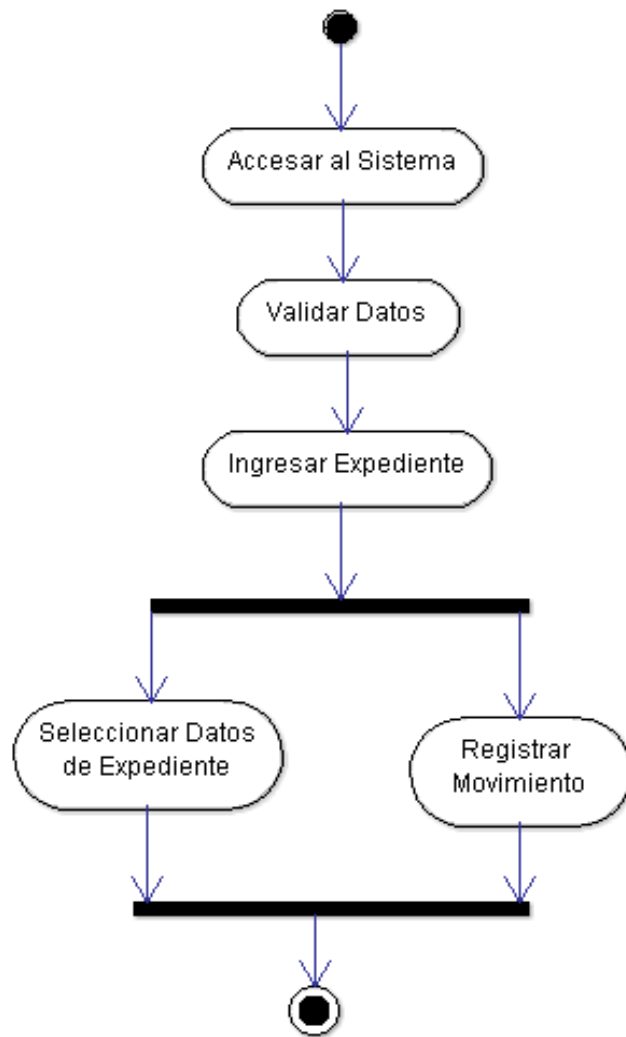 Accesar al Sistema
Validar Datos
Ingresar Expediente
Seleccionar Datos
de Expediente
Registrar
Movimiento